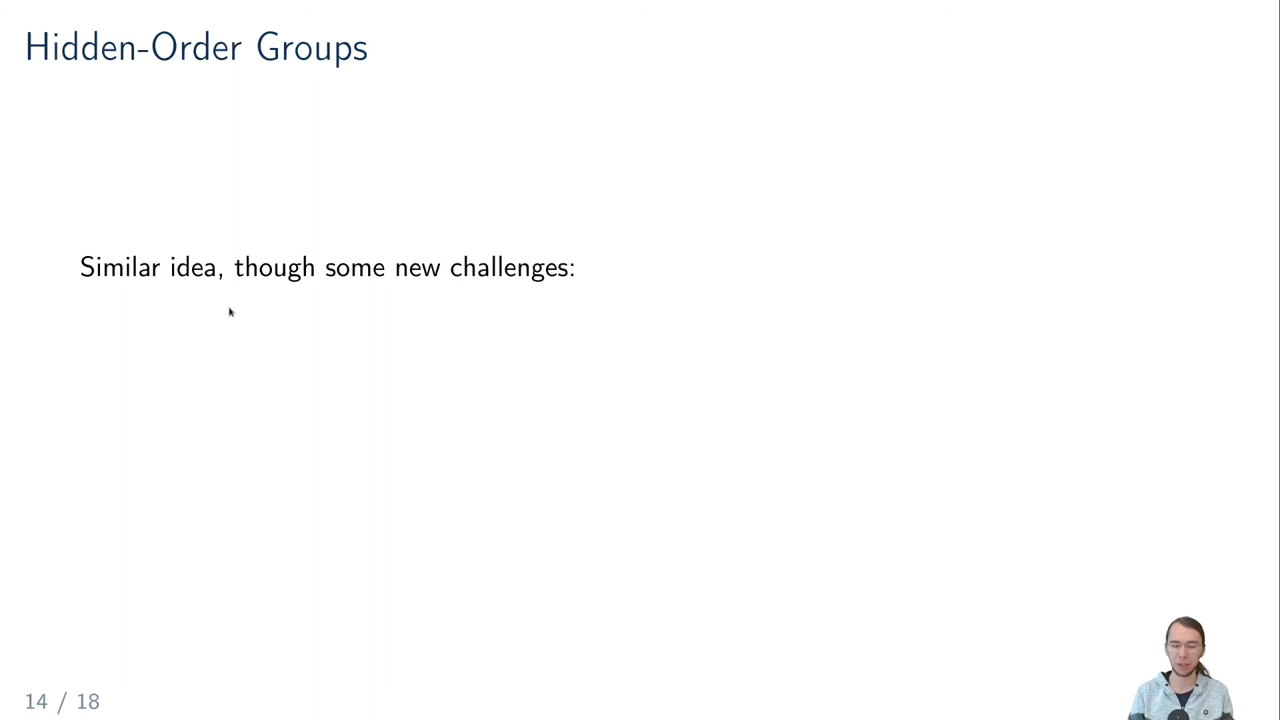 Hidden-Order Groups
Similar idea, though some new challenges:
14 / 18